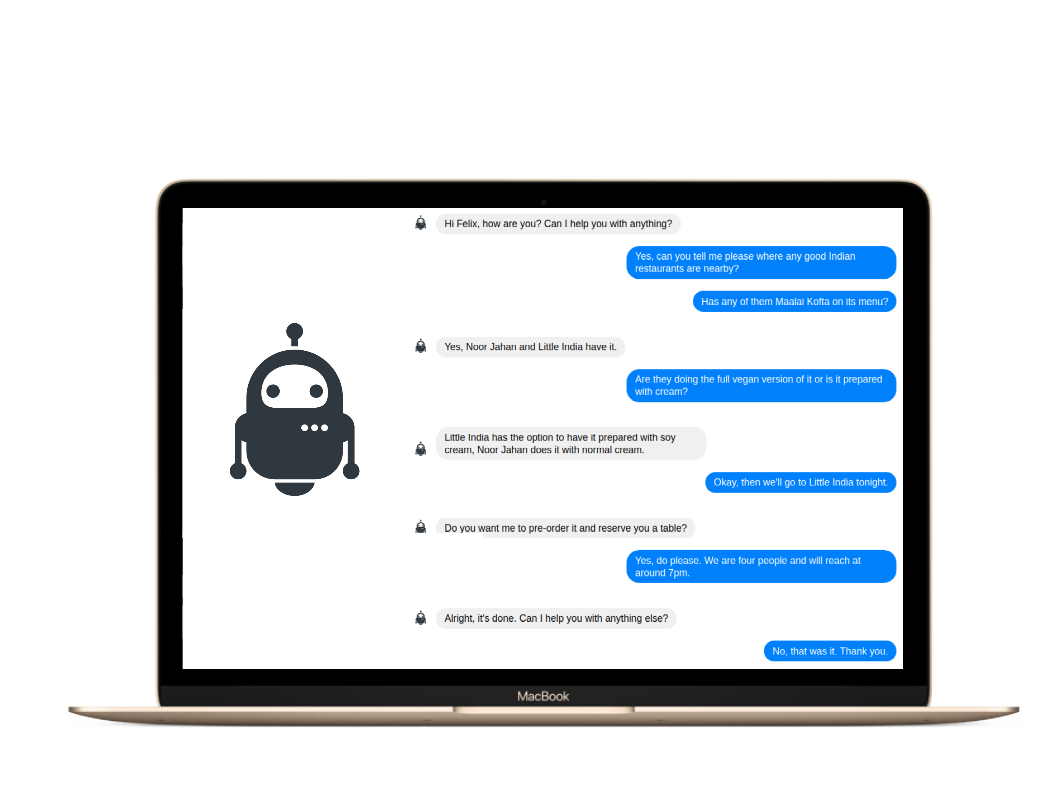 Hi Felix, how are you? Can I help you with anything?
Yes, can you tell me please where any good Indian
restaurants are nearby?
Has any of them Maalai Kofta on its menu?
Yes, Noor Jahan and Little India have it.
Are they doing the full vegan version of it or is it prepared
with cream?
Little India has the option to have it prepared with soy
cream, Noor Jahan does it with normal cream.
Okay, then we'll go to Little India tonight.
Do you want me to pre-order it and reserve you a table?
Yes, do please. We are four people and will reach at
around 7pm.
Alright, it's done. Can I help you with anything else?
No, that was it. Thank you.
MacBook